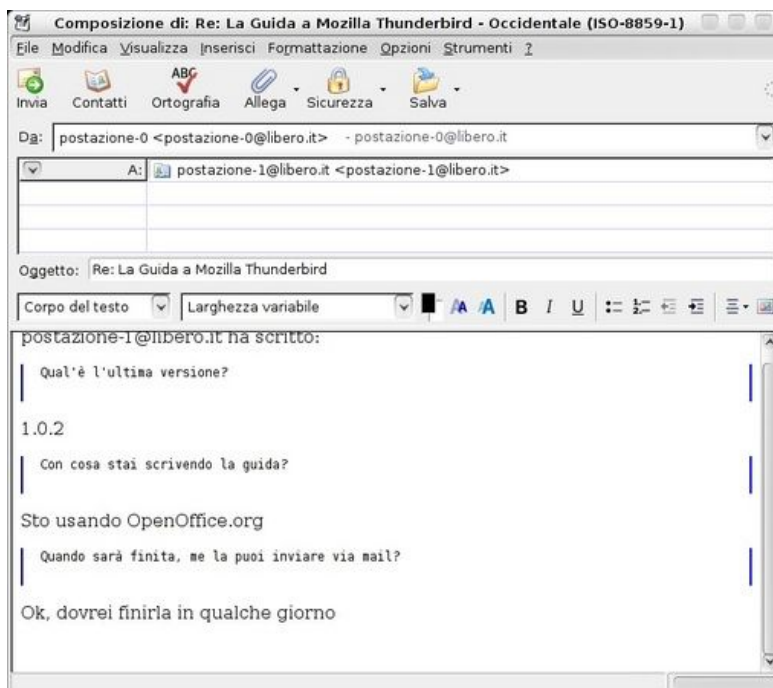 Composizione di: Re: La Guida a Mozilla Thunderbird - Occidentale (ISO-8859-1)
File Modifica Visualizza Inserisci Formattazione Opzioni Strumenti ?
ABC
Invia Contatti Ortografia Allega Sicurezza Salva
Da: postazione-0 <postazione-0@libero.it> - postazione-0@libero.it
A: postazione-1@libero.it <postazione-1@libero.it>
Oggetto: Re: La Guida a Mozilla Thunderbird
Corpo del testo Larghezza variabile AA A B I U
postazione-1@libero.it ha scritto:
Qual'è l'ultima versione?
1.0.2
Con cosa stai scrivendo la guida?
Sto usando OpenOffice.org
Quando sarà finita, me la puoi inviare via mail?
Ok, dovrei finirla in qualche giorno